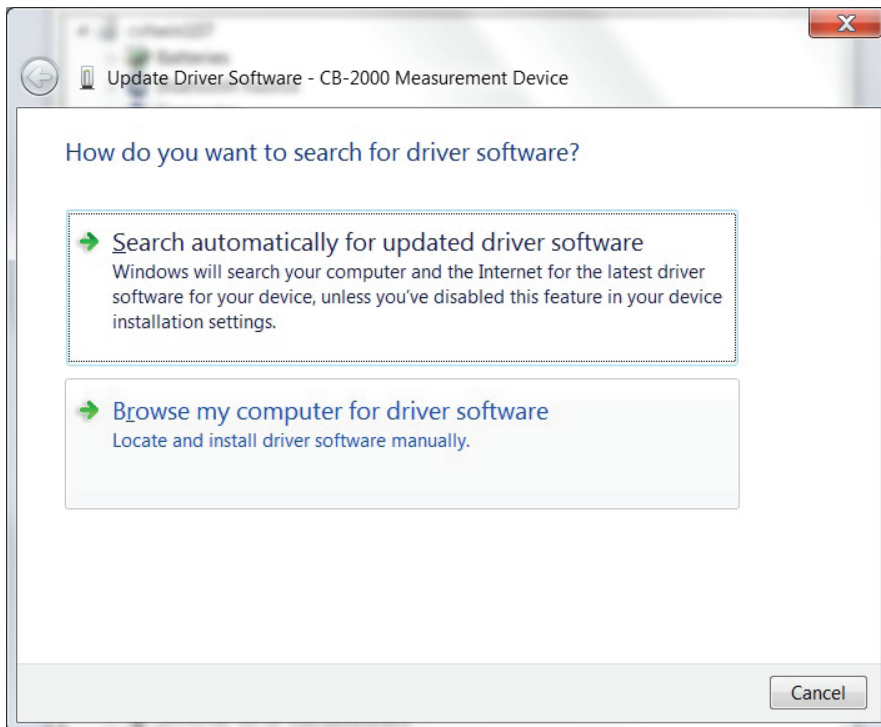 Batteries
Update Driver Software - CB-2000 Measurement Device
How do you want to search for driver software?
Search automatically for updated driver software
Windows will search your computer and the Internet for the latest driver
software for your device, unless you've disabled this feature in your device
installation settings.
Browse my computer for driver software
Locate and install driver software manually.
Cancel